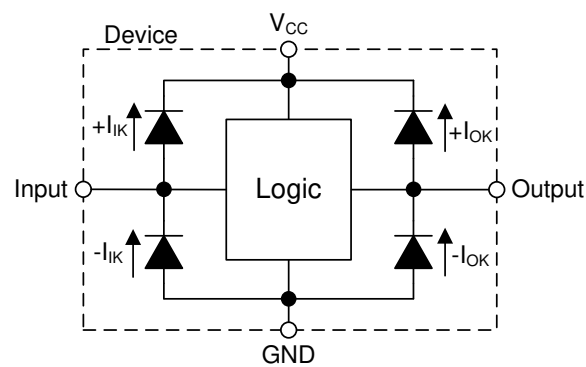 Device
V_CC
+I_IK
+I_OK
Input
Logic
Output
-I_IK
-I_OK
GND